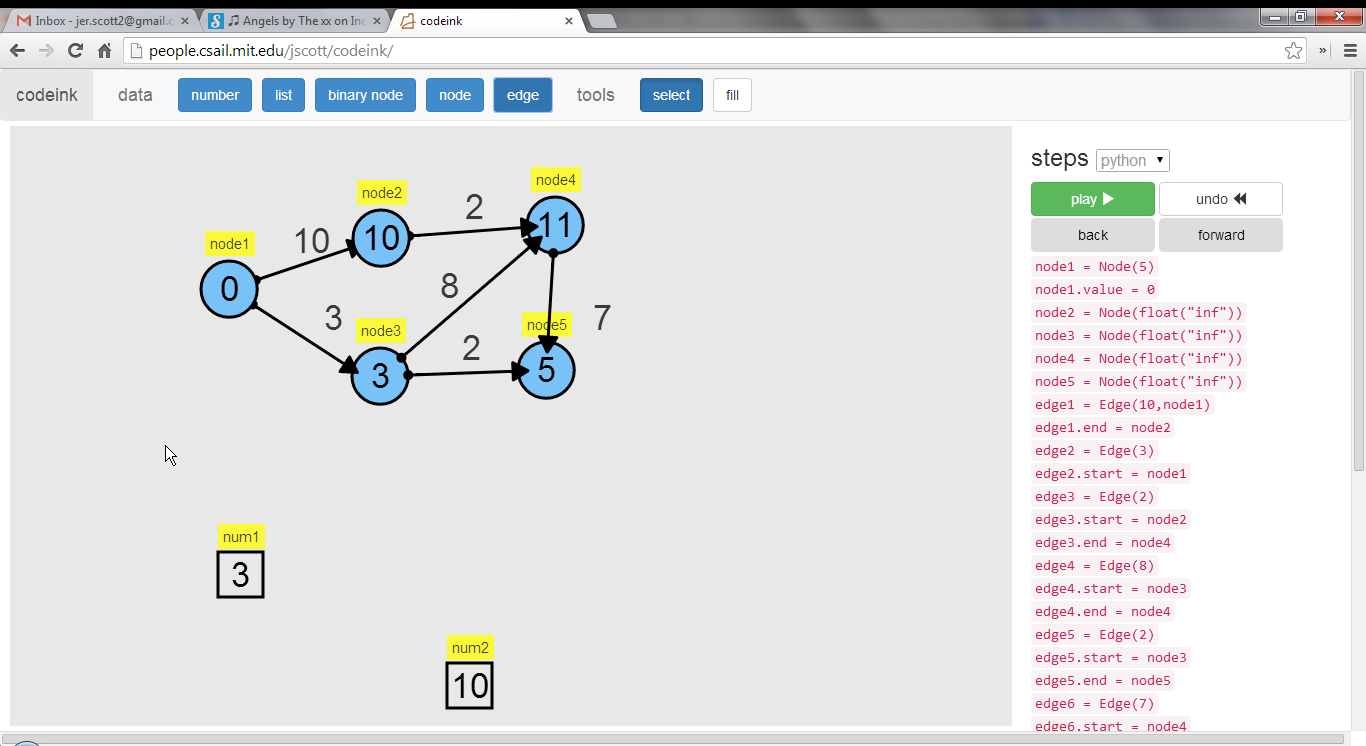 Inbox - jer.scott2@gmail.c
Angels by The xx on Ind
codeink
people.csail.mit.edu/jscott/codeink/
codeink data number list binary node node edge tools select fill
steps python
play undo
back forward
node1 = Node(5)
node1.value = 0
node2 = Node(float("inf"))
node3 = Node(float("inf"))
node4 = Node(float("inf"))
node5 = Node(float("inf"))
edge1 = Edge(10,node1)
edge1.end = node2
edge2 = Edge(3)
edge2.start = node1
edge3 = Edge(2)
edge3.start = node2
edge3.end = node4
edge4 = Edge(8)
edge4.start = node3
edge4.end = node4
edge5 = Edge(2)
edge5.start = node3
edge5.end = node5
edge6 = Edge(7)
edge6.start = node4
node4
node2
2
11
10
node1
10
0
8
3
node3
node5
7
2
3
5
num1
3
num2
10